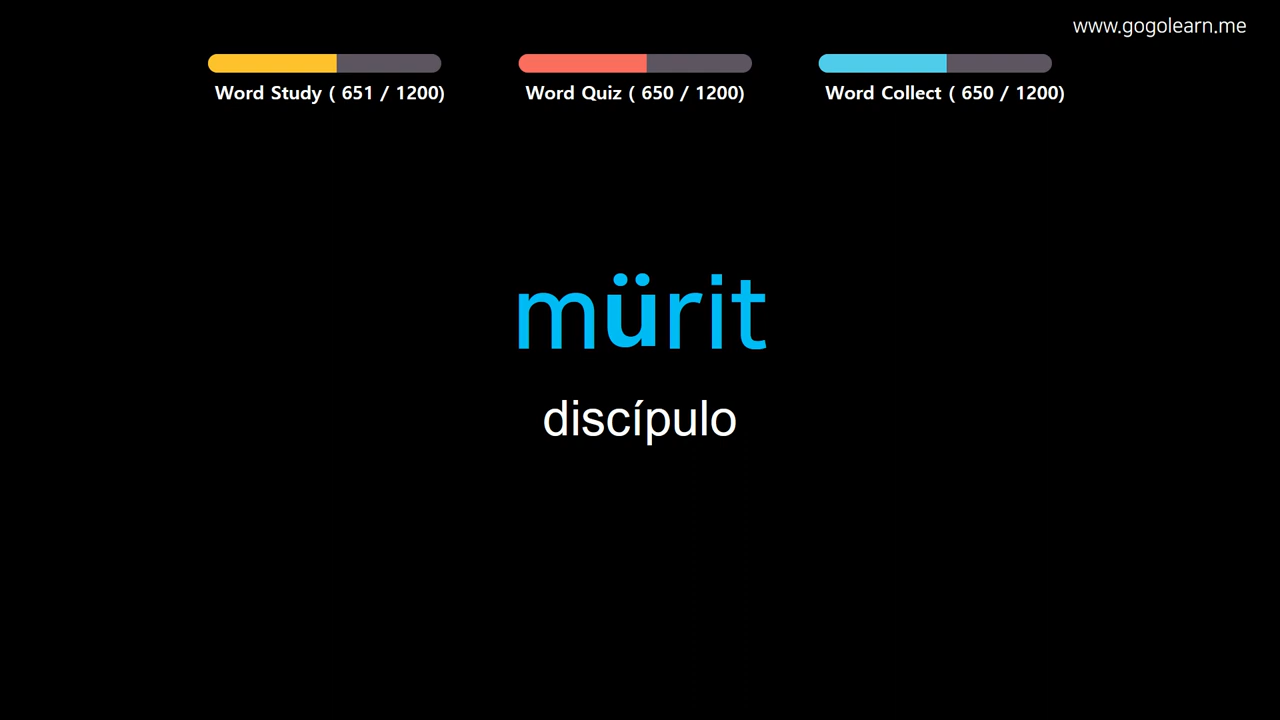 www.gogolearn.me
Word Study ( 651 / 1200)
Word Quiz ( 650 / 1200)
Word Collect ( 650 / 1200)
mürit
discípulo